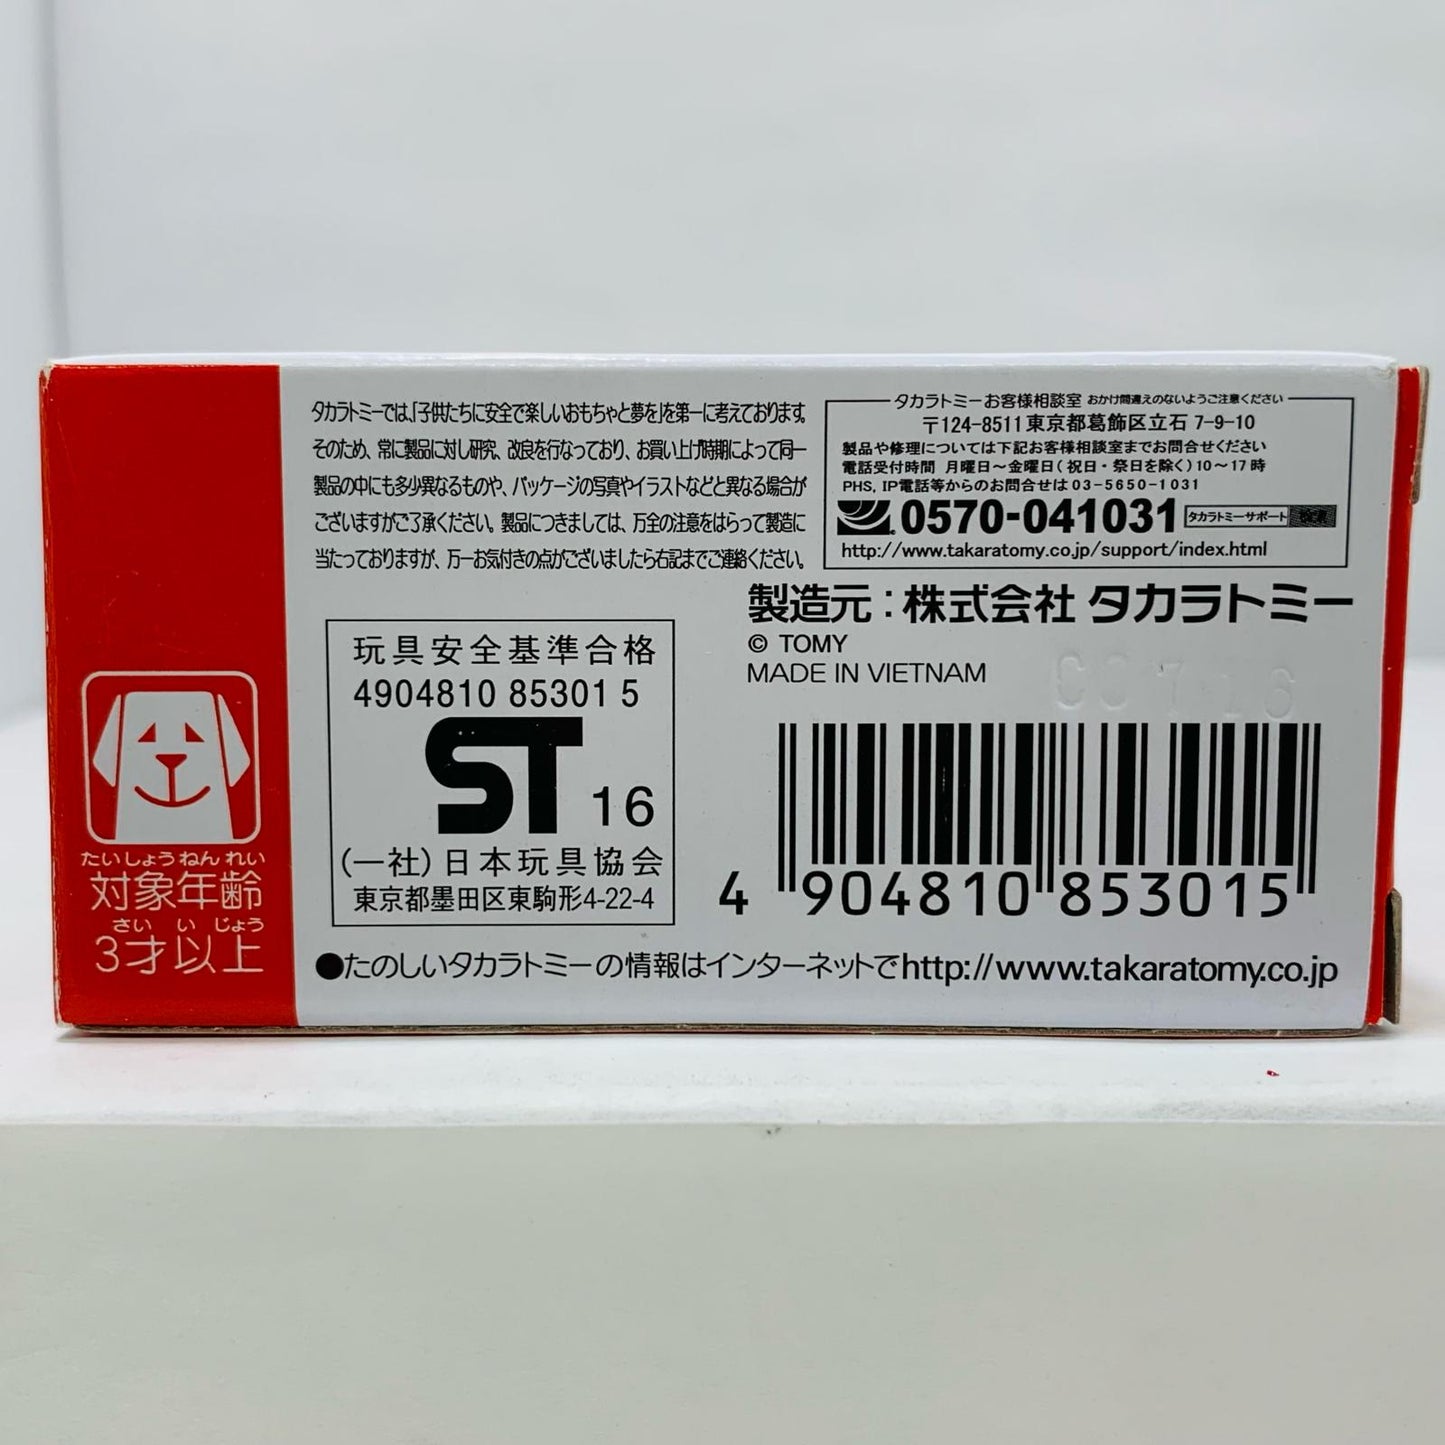 タカラトミーでは、「子供たちに安全で楽しいおもちゃと夢を」を第一に考えております。
そのため、常に製品に対し研究、改良を行なっており、お買い上げ時期によって同一
製品の中にも多少異なるものや、パッケージの写真やイラストなどと異なる場合が
ございますがご了承ください。製品につきましては、万全の注意をはらって製造に
当たっておりますが、万一お気付きの点がございましたら右記までご連絡ください。
タカラトミーお客様相談室 おかけ間違えのないようご注意ください
〒124-8511 東京都葛飾区立石 7-9-10
製品や修理については下記お客様相談室までお問合せください
電話受付時間 月曜日〜金曜日(祝日・祭日を除く)10〜17時
PHS, IP電話等からのお問合せは 03-5650-1031
0570-041031 タカラトミーサポート 検索
http://www.takaratomy.co.jp/support/index.html
製造元:株式会社 タカラトミー
© TOMY
MADE IN VIETNAM
玩具安全基準合格
4904810 85301 5
ST 16
(一社)日本玩具協会
東京都墨田区東駒形4-22-4
4 904810 853015
たいしょうねんれい
対象年齢
さい い じょう
3才以上
●たのしいタカラトミーの情報はインターネットでhttp://www.takaratomy.co.jp